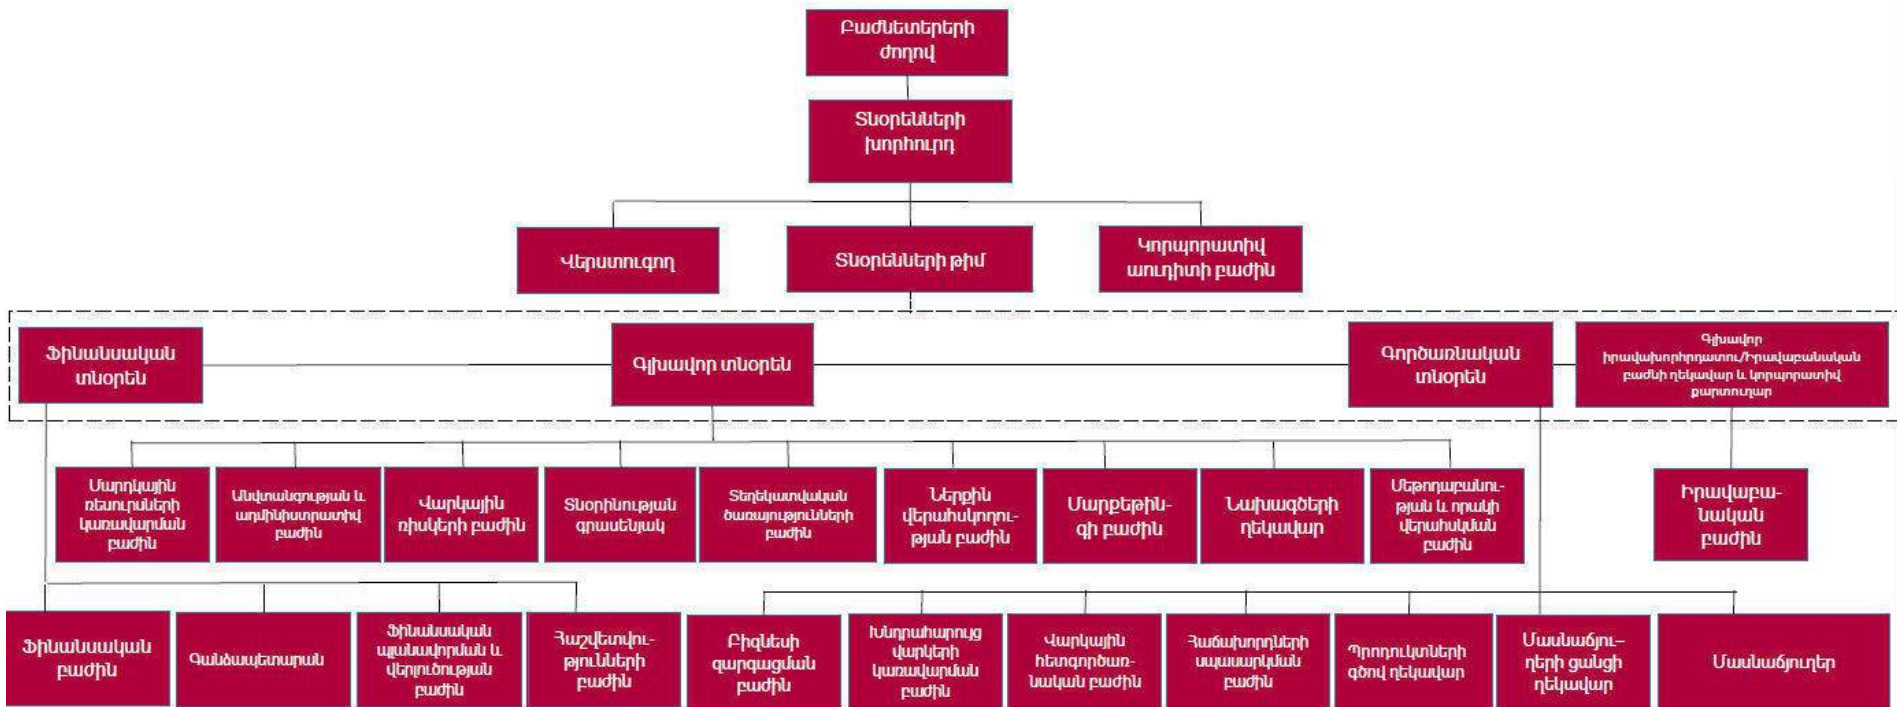 Բաժնետերերի
ժողով
Տնօրենների
խորհուրդ
Վերստուգող
Տնօրենների թիմ
Կորպորատիվ
աուդիտի բաժին
Ֆինանսական
տնօրեն
Գլխավոր տնօրեն
Գործառնական
տնօրեն
Գլխավոր
իրավախորհրդատու/Իրավաբանական
բաժնի ղեկավար և կորպորատիվ
քարտուղար
Մարդկային
ռեսուրսների
կառավարման
բաժին
Անվտանգության և
ադմինիստրատիվ
բաժին
Վարկային
ռիսկերի բաժին
Տնօրինության
գրասենյակ
Տեղեկատվական
ծառայությունների
բաժին
Ներքին
վերահսկողու-
թյան բաժին
Մարքեթին-
գի բաժին
Նախագծերի
ղեկավար
Մեթոդաբանու-
թյան և որակի
վերահսկման
բաժին
Իրավաբա-
նական
բաժին
Ֆինանսական
բաժին
Գանձապետարան
Ֆինանսական
պլանավորման և
վերլուծության
բաժին
Հաշվետվու-
թյունների
բաժին
Բիզնեսի
զարգացման
բաժին
Խնդրահարույց
վարկերի
կառավարման
բաժին
Վարկային
հետգործառ-
նական բաժին
Հաճախորդների
սպասարկման
բաժին
Պրոդուկտների
գծով ղեկավար
Մասնաճյու-
ղերի ցանցի
ղեկավար
Մասնաճյուղեր